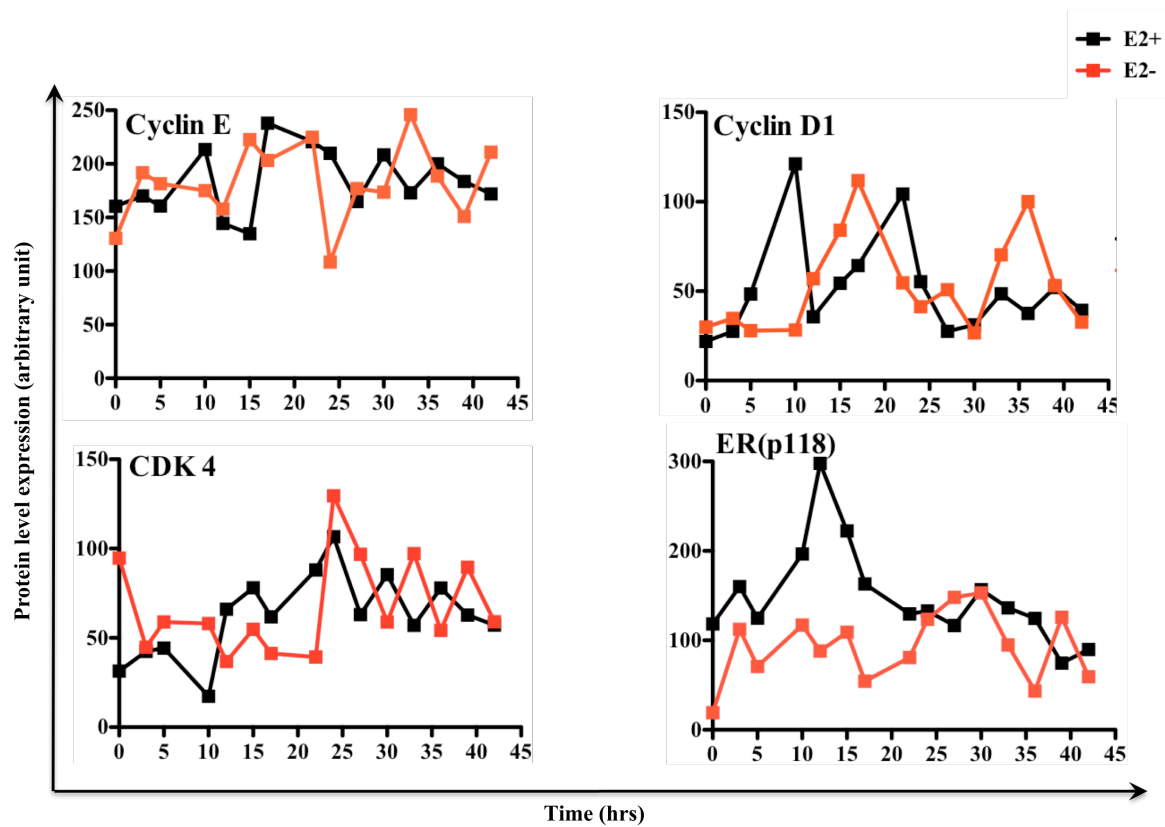 E2+
E2-
Protein level expression (arbitrary unit)
Cyclin E
250
200
150
100
50
0
0 5 10 15 20 25 30 35 40 45
Cyclin D1
150
100
50
0
0 5 10 15 20 25 30 35 40 45
CDK 4
150
100
50
0
0 5 10 15 20 25 30 35 40 45
ER(p118)
300
200
100
0
0 5 10 15 20 25 30 35 40 45
Time (hrs)